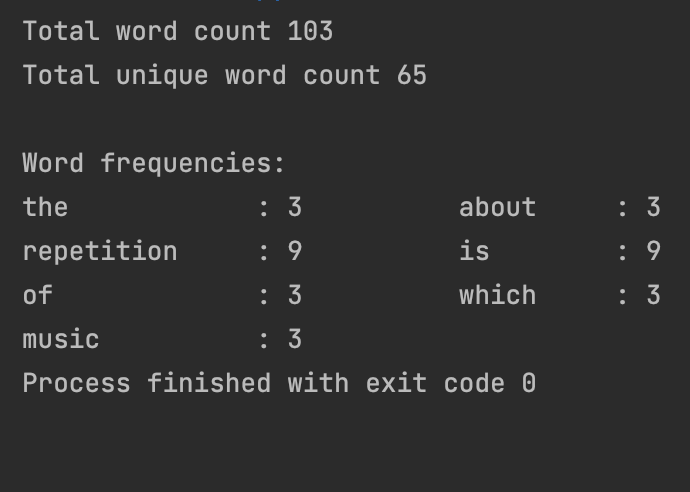 Total word count 103
Total unique word count 65
Word frequencies:
the : 3 about : 3
repetition : 9 is : 9
of : 3 which : 3
music : 3
Process finished with exit code 0